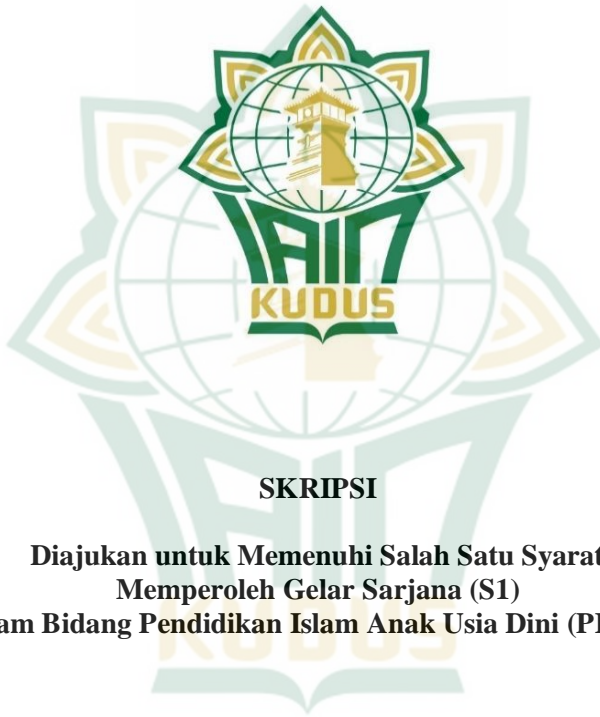 IAIN
KUDUS
SKRIPSI
Diajukan untuk Memenuhi Salah Satu Syarat
Memperoleh Gelar Sarjana (S1)
am Bidang Pendidikan Islam Anak Usia Dini (PI